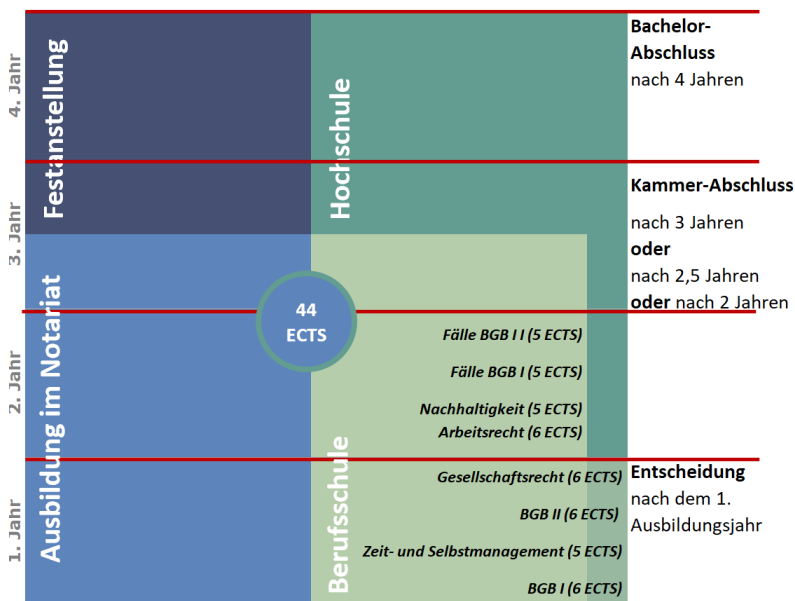 4. Jahr
3. Jahr
2. Jahr
1. Jahr
Festanstellung
Ausbildung im Notariat
Hochschule
Berufsschule
44
ECTS
Fälle BGB I I (5 ECTS)
Fälle BGB I (5 ECTS)
Nachhaltigkeit (5 ECTS)
Arbeitsrecht (6 ECTS)
Gesellschaftsrecht (6 ECTS)
BGB II (6 ECTS)
Zeit- und Selbstmanagement (5 ECTS)
BGB I (6 ECTS)
Bachelor-
Abschluss
nach 4 Jahren
Kammer-Abschluss
nach 3 Jahren
oder
nach 2,5 Jahren
oder nach 2 Jahren
Entscheidung
nach dem 1.
Ausbildungsjahr